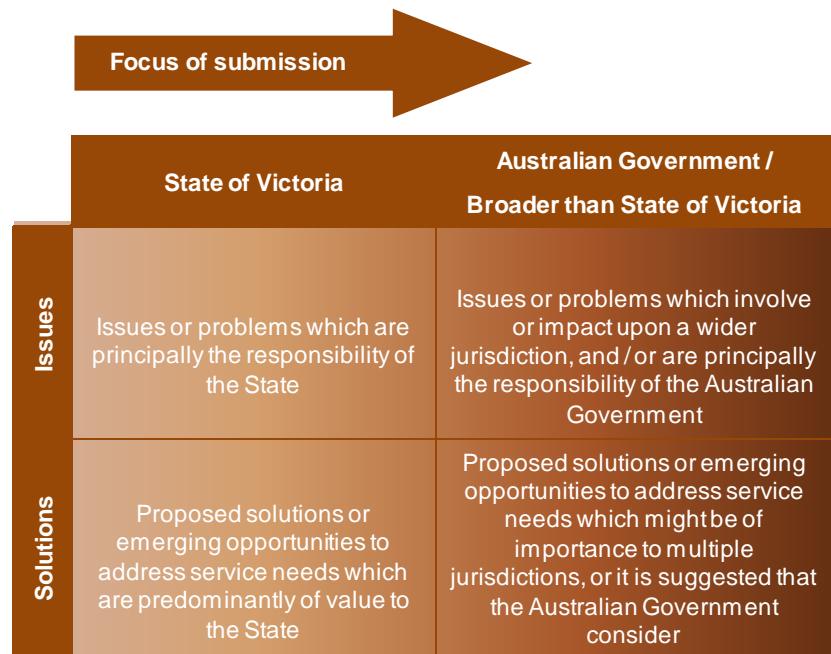 Focus of submission
State of Victoria
Australian Government /
Broader than State of Victoria
Issues
Issues or problems which are
principally the responsibility of
the State
Issues or problems which involve
or impact upon a wider
jurisdiction, and / or are principally
the responsibility of the Australian
Government
Solutions
Proposed solutions or
emerging opportunities to
address service needs which
are predominantly of value to
the State
Proposed solutions or emerging
opportunities to address service
needs which might be of
importance to multiple
jurisdictions, or it is suggested that
the Australian Government
consider